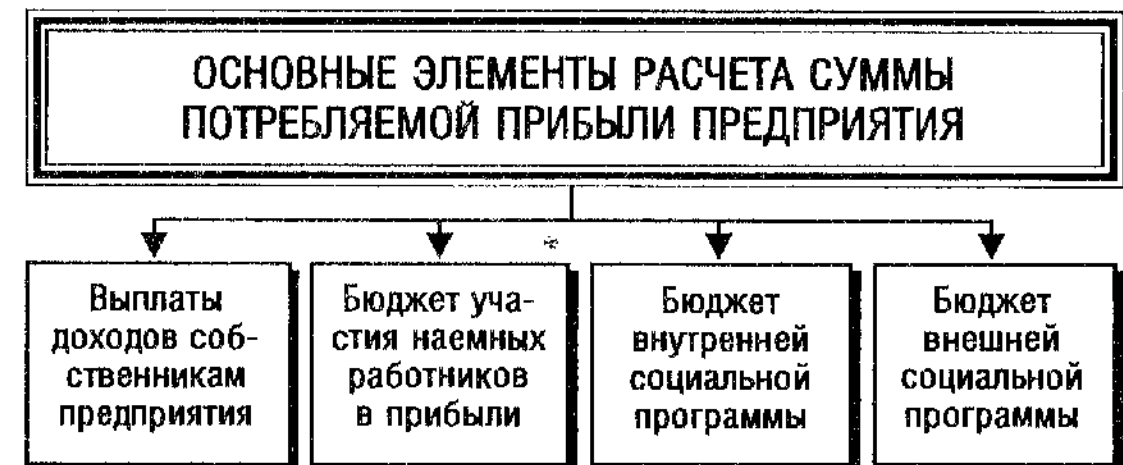 ОСНОВНЫЕ ЭЛЕМЕНТЫ РАСЧЕТА СУММЫ
ПОТРЕБЛЯЕМОЙ ПРИБЫЛИ ПРЕДПРИЯТИЯ
Выплаты
доходов соб-
ственникам
предприятия
Бюджет уча-
стия наемных
работников
в прибыли
Бюджет
внутренней
социальной
программы
Бюджет
внешней
социальной
программы